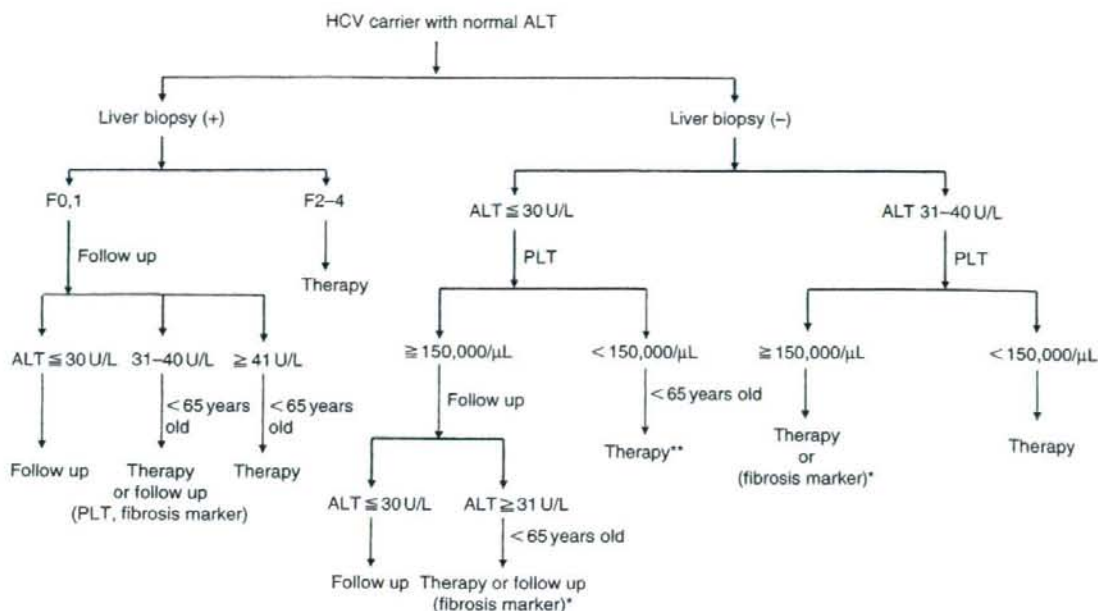 HCV carrier with normal ALT
Liver biopsy (+)
Liver biopsy (−)
F0,1
F2–4
ALT ≦ 30 U/L
ALT 31–40 U/L
Follow up
Therapy
PLT
PLT
ALT ≦ 30 U/L
31–40 U/L
≧ 41 U/L
≧ 150,000/μL
< 150,000/μL
≧ 150,000/μL
< 150,000/μL
< 65 years
old
< 65 years
old
Follow up
< 65 years old
Follow up
Therapy
or follow up
(PLT, fibrosis marker)
Therapy
Therapy**
Therapy
or
(fibrosis marker)*
Therapy
ALT ≦ 30 U/L
ALT ≧ 31 U/L
< 65 years old
Follow up
Therapy or follow up
(fibrosis marker)*